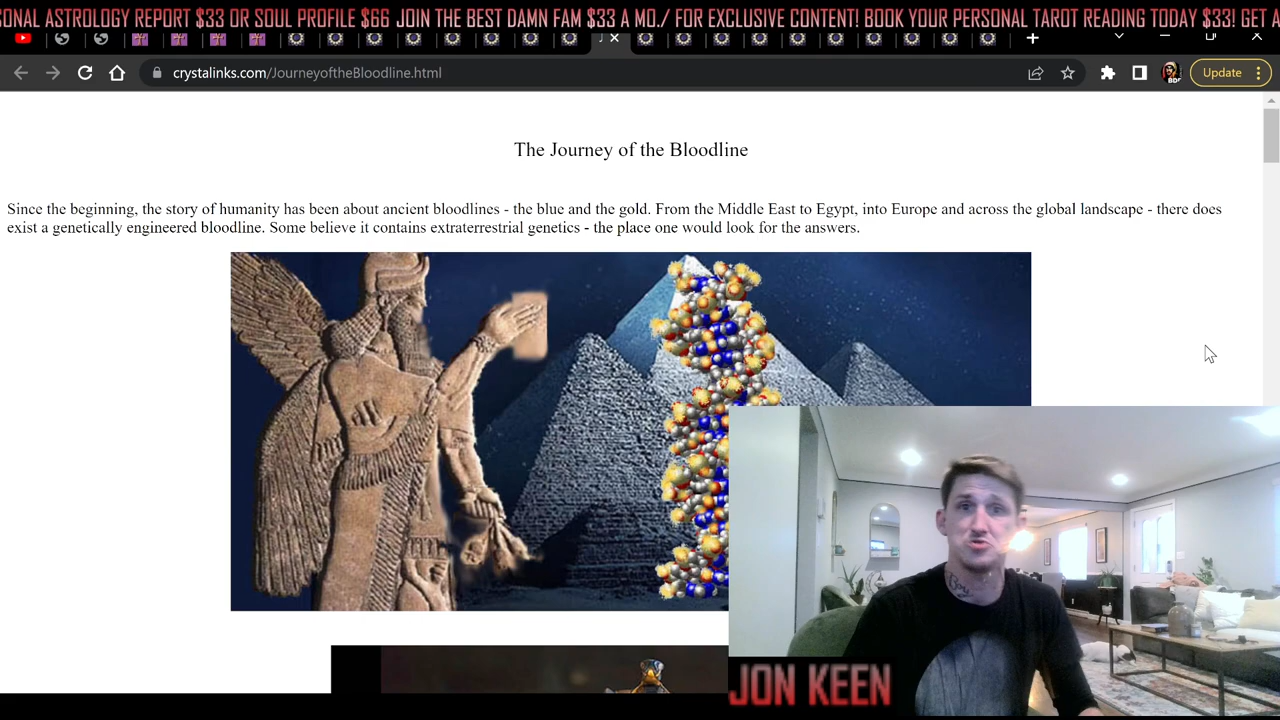 SONAL ASTROLOGY REPORT $33 OR SOUL PROFILE $66 JOIN THE BEST DAMN FAM $33 A MO./ FOR EXCLUSIVE CONTENT! BOOK YOUR PERSONAL TAROT READING TODAY $33! GET A
crystalinks.com/JourneyoftheBloodline.html
Update
The Journey of the Bloodline
Since the beginning, the story of humanity has been about ancient bloodlines - the blue and the gold. From the Middle East to Egypt, into Europe and across the global landscape - there does
exist a genetically engineered bloodline. Some believe it contains extraterrestrial genetics - the place one would look for the answers.
JON KEEN